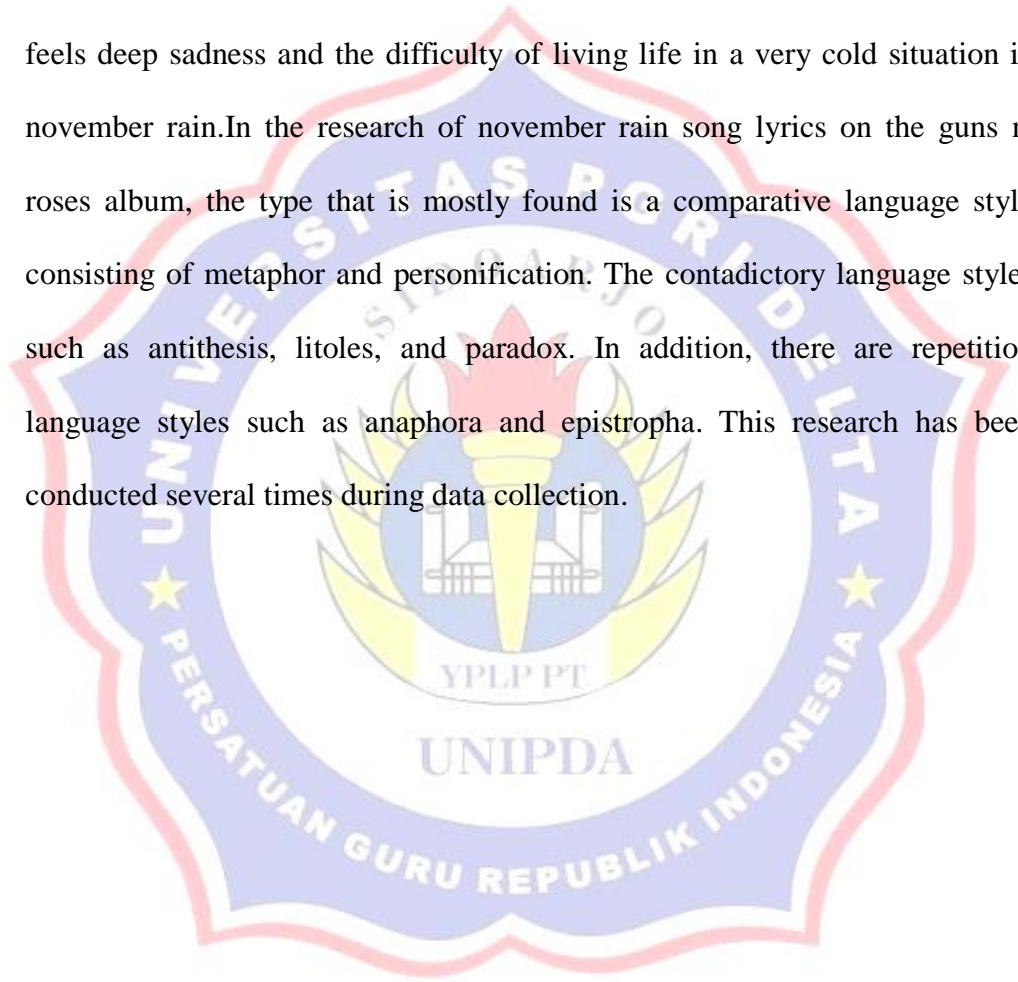 feels deep sadness and the difficulty of living life in a very cold situation i
november rain.In the research of november rain song lyrics on the guns
roses album, the type that is mostly found is a comparative language styl
consisting of metaphor and personification. The contadictory language style
such as antithesis, litoles, and paradox. In addition, there are repetitio
language styles such as anaphora and epistropha. This research has bee
conducted several times during data collection.
UNIVERSITAS PGRI DELTA
SIDOARJO
YPLP PT
UNIPDA
PERSATUAN GURU REPUBLIK INDONESIA